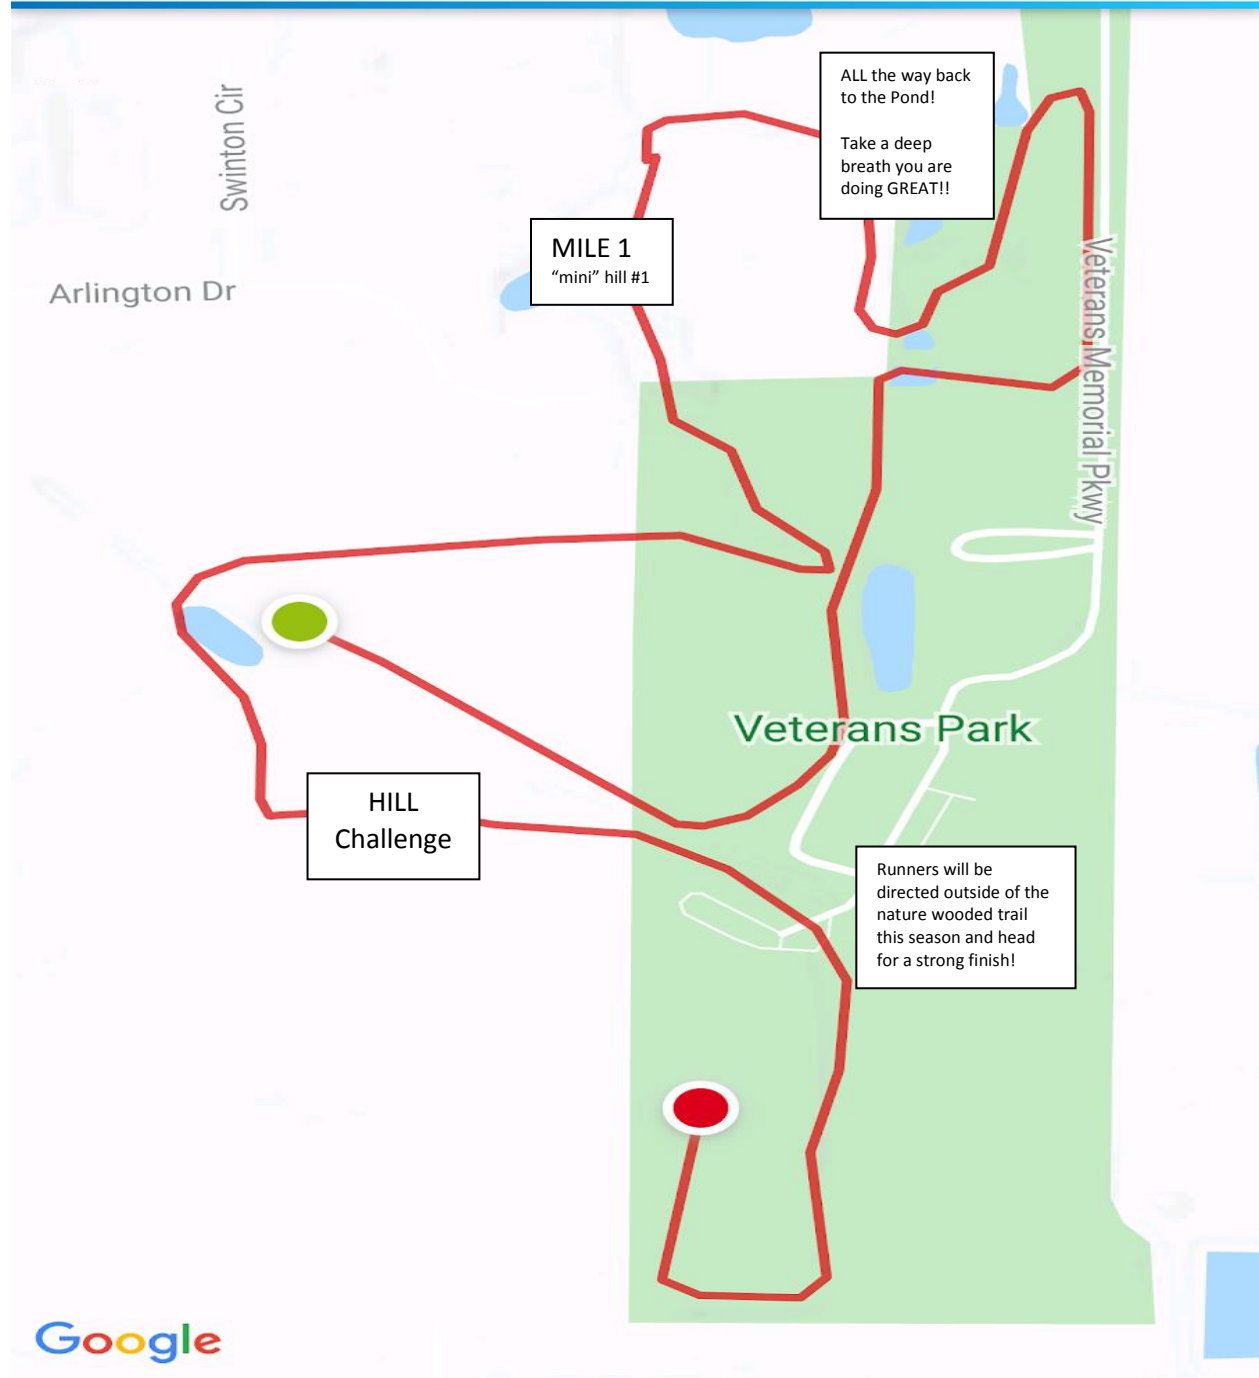 ALL the way back
to the Pond!
Take a deep
breath you are
doing GREAT!!
Swinton Cir
MILE 1
“mini” hill #1
Arlington Dr
Veterans Memorial Pkwy
Veterans Park
HILL
Challenge
Runners will be
directed outside of the
nature wooded trail
this season and head
for a strong finish!
Google